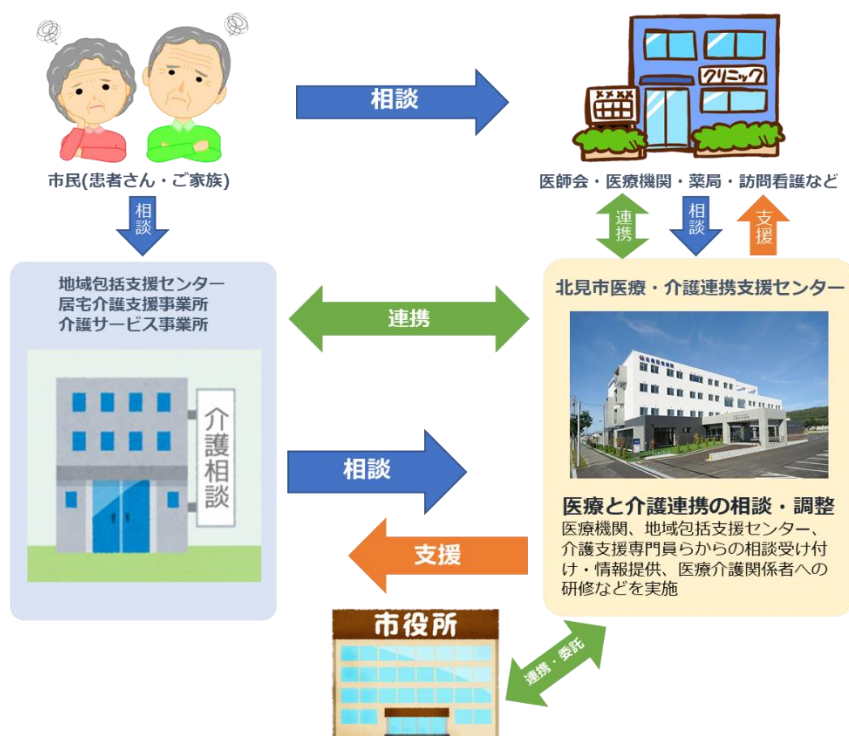 クリニック
××××
相談
市民(患者さん・ご家族)
医師会・医療機関・薬局・訪問看護など
相談
連携
相談
支援
地域包括支援センター
居宅介護支援事業所
介護サービス事業所
介護相談
連携
北見市医療・介護連携支援センター
相談
支援
医療と介護連携の相談・調整
医療機関、地域包括支援センター、
介護支援専門員らからの相談受け付
け・情報提供、医療介護関係者への
研修などを実施
市役所
連携・委託